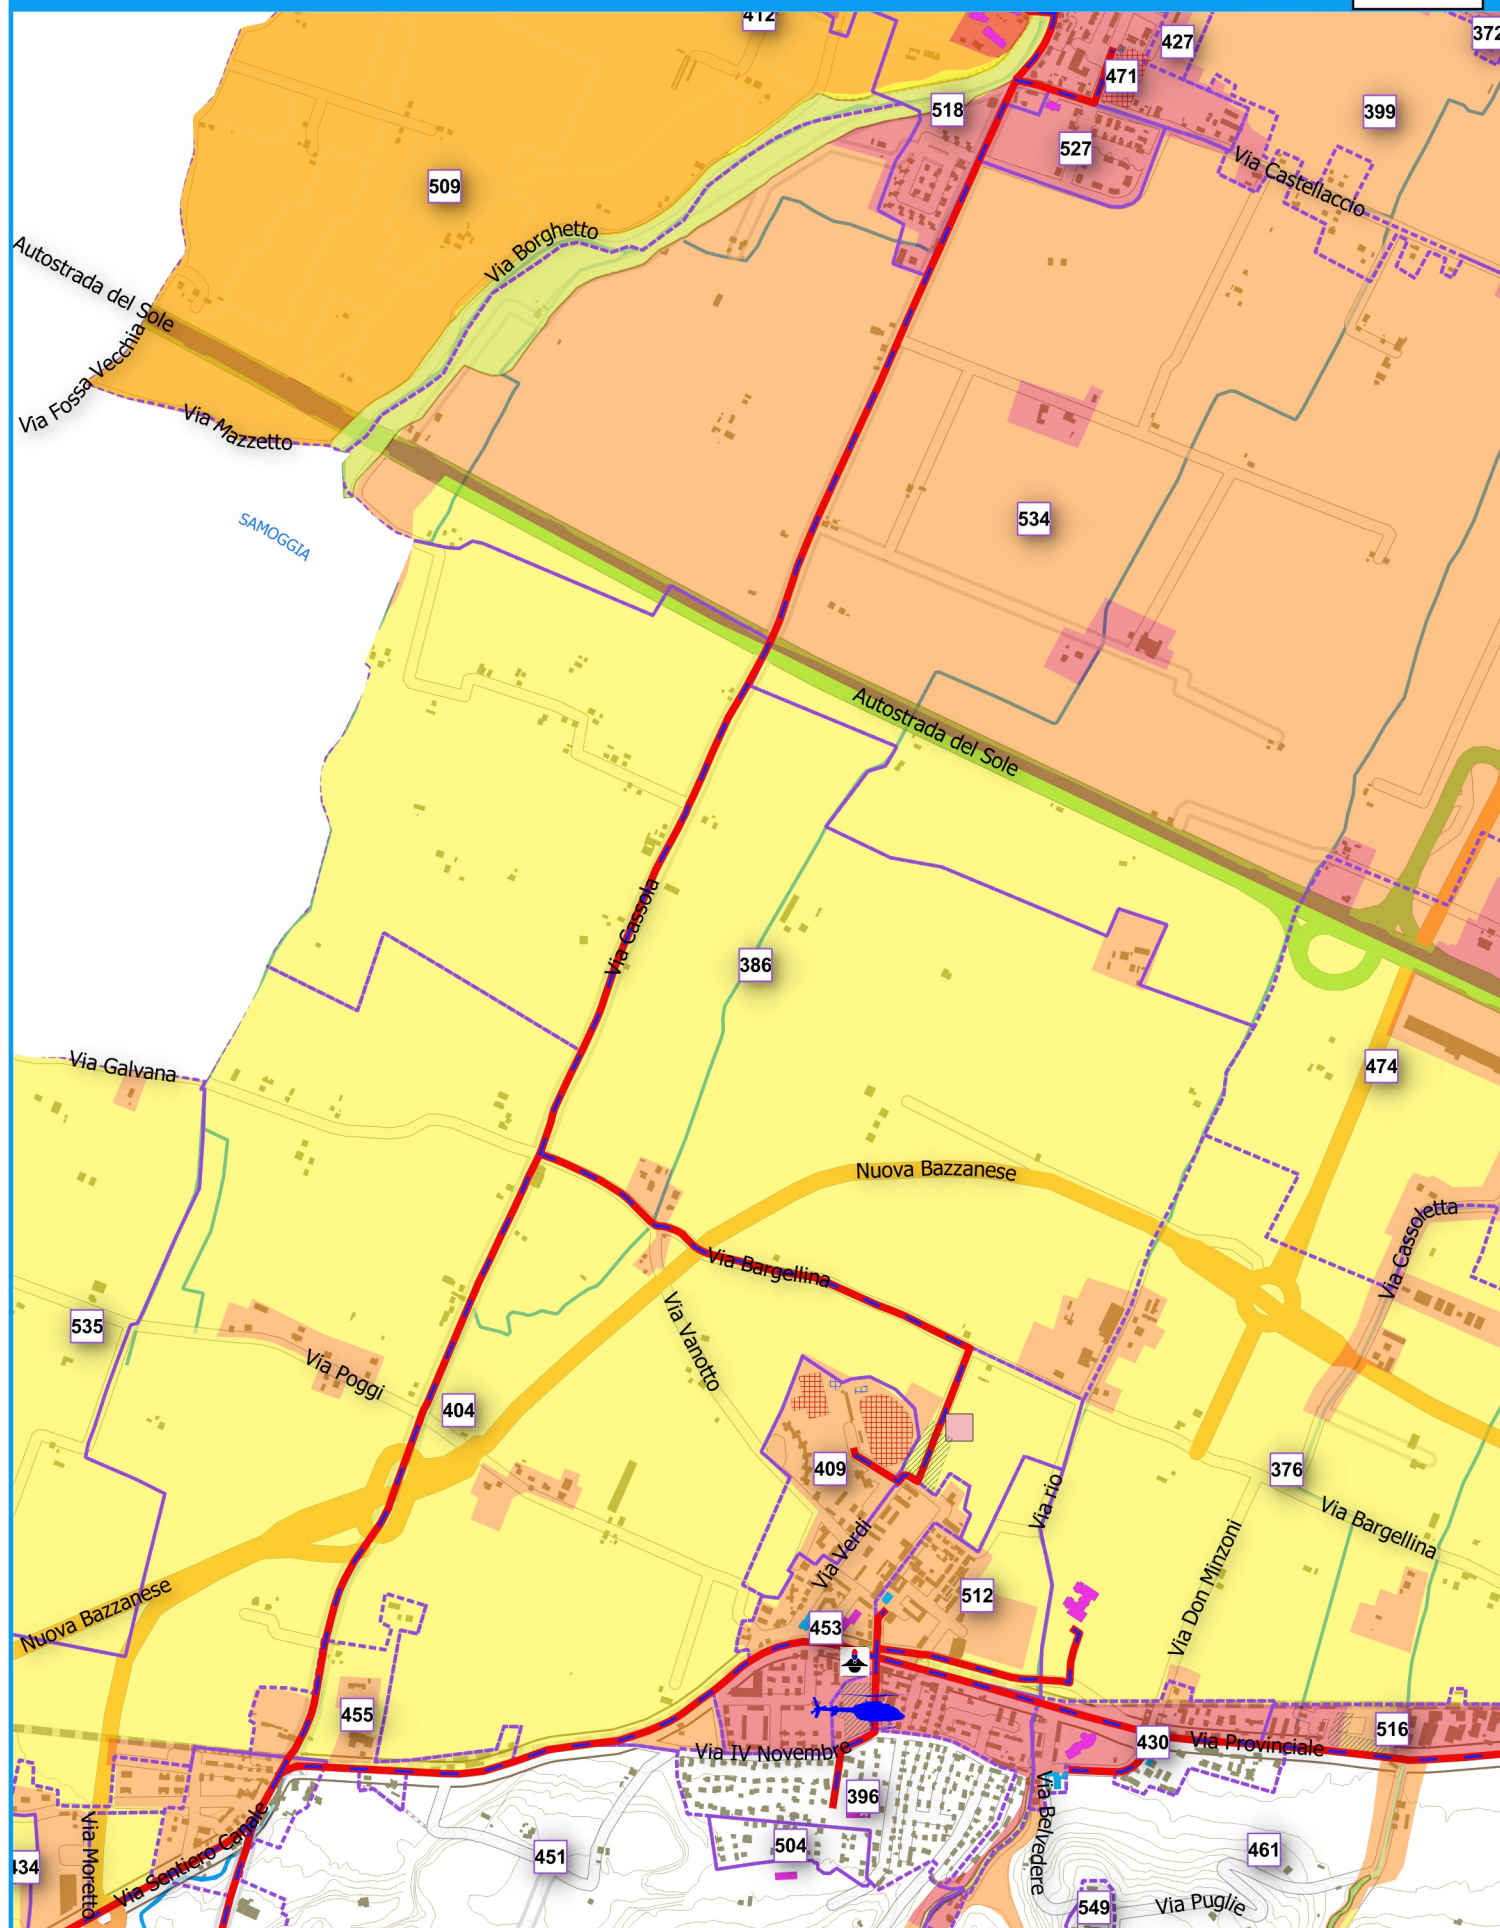 412
427
372
471
399
518
527
Via Castellaccio
509
Via Borghetto
Autostrada del Sole
Via Fossa Vecchia
Via Mazzetto
SAMOGGIA
534
Autostrada del Sole
Via Cassola
386
Via Galvana
474
Nuova Bazzanese
Via Cassoletta
Via Bargellina
535
Via Vanotto
Via Poggi
404
409
376
Via rio
Via Bargellina
Via Verdi
Via Don Minzoni
512
Nuova Bazzanese
453
455
516
430
Via Provinciale
Via IV Novembre
396
Via Belvedere
504
461
451
434
Via Moretto
Via Sentiero Canale
549
Via Puglie